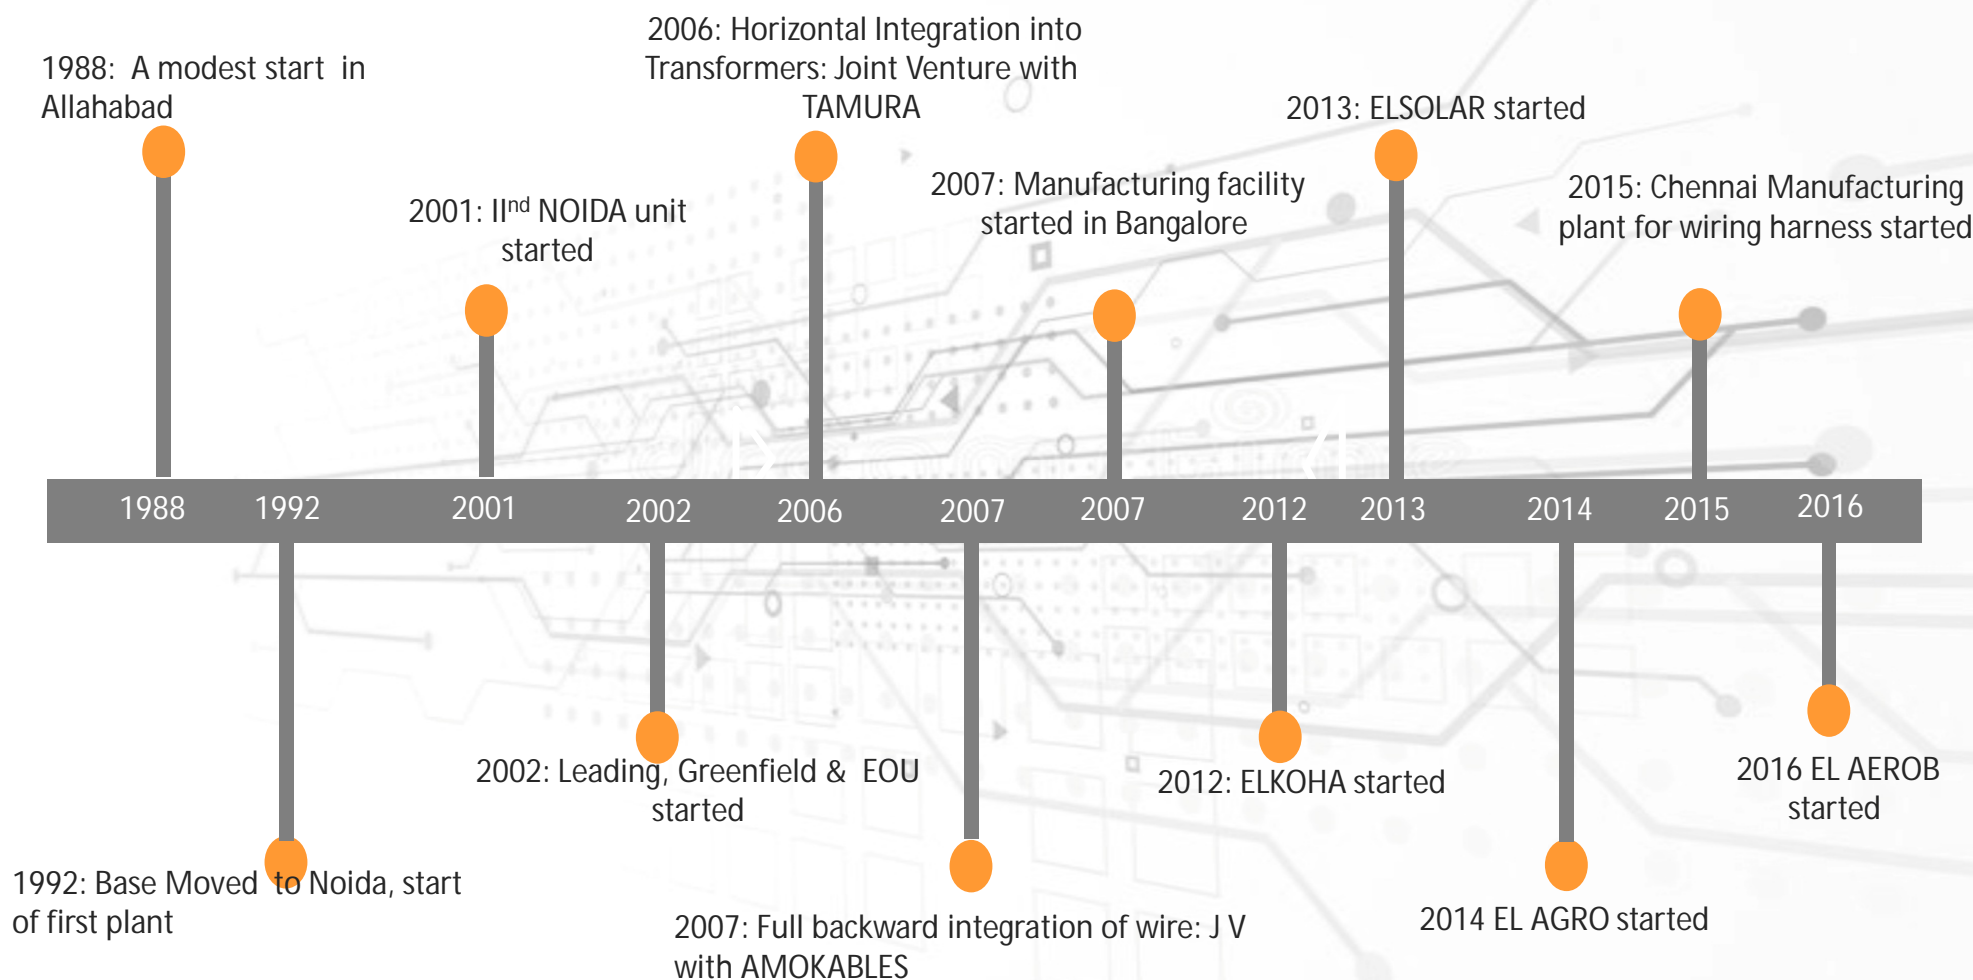 2006: Horizontal Integration into
Transformers: Joint Venture with
TAMURA
1988: A modest start in
Allahabad
2013: ELSOLAR started
2007: Manufacturing facility
started in Bangalore
2015: Chennai Manufacturing
plant for wiring harness started
2001: IInd NOIDA unit
started
1988 1992 2001 2002 2006 2007 2007 2012 2013 2014 2015 2016
2002: Leading, Greenfield & EOU
started
2012: ELKOHA started
2016 EL AEROB
started
1992: Base Moved to Noida, start
of first plant
2007: Full backward integration of wire: J V
with AMOKABLES
2014 EL AGRO started